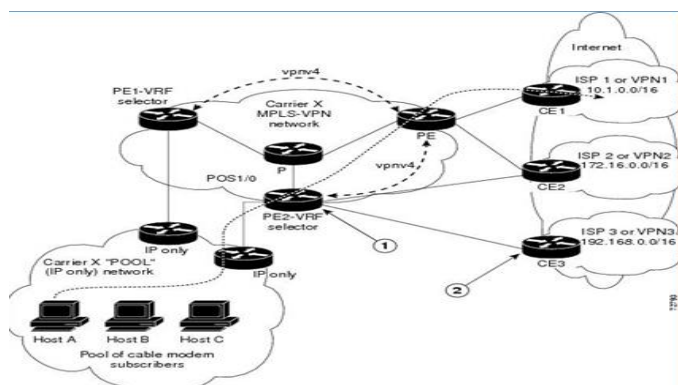 Internet
vpnv4
ISP 1 or VPN1
10.1.0.0/16
CE1
PE1-VRF
selector
Carrier X
MPLS-VPN
network
PE
P
vpnv4
ISP 2 or VPN2
172.16.0.0/16
CE2
POS1/0
PE2-VRF
selector
1
ISP 3 or VPN3
192.168.0.0/16
CE3
2
IP only
Carrier X "POOL"
(IP only) network
IP only
Host A
Host B
Host C
Pool of cable modem
subscribers